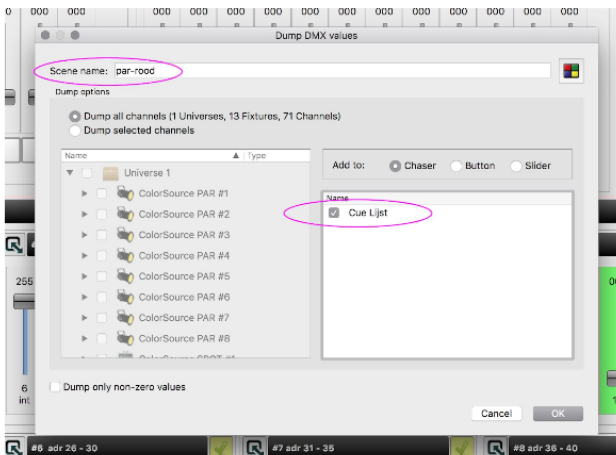 0 000 000 000 000 000 000 000 000 000 000 000
Dump DMX values
Scene name: par-rood
Dump options
Dump all channels (1 Universes, 13 Fixtures, 71 Channels)
Dump selected channels
Name Type
Add to: Chaser Button Slider
Universe 1
Name
ColorSource PAR #1
Cue Lijst
ColorSource PAR #2
ColorSource PAR #3
ColorSource PAR #4
ColorSource PAR #5
ColorSource PAR #6
ColorSource PAR #7
ColorSource PAR #8
ColorSource SPOT #1
255
6
int
Dump only non-zero values
Cancel OK
#6 adr 26 - 30 #7 adr 31 - 35 #8 adr 36 - 40